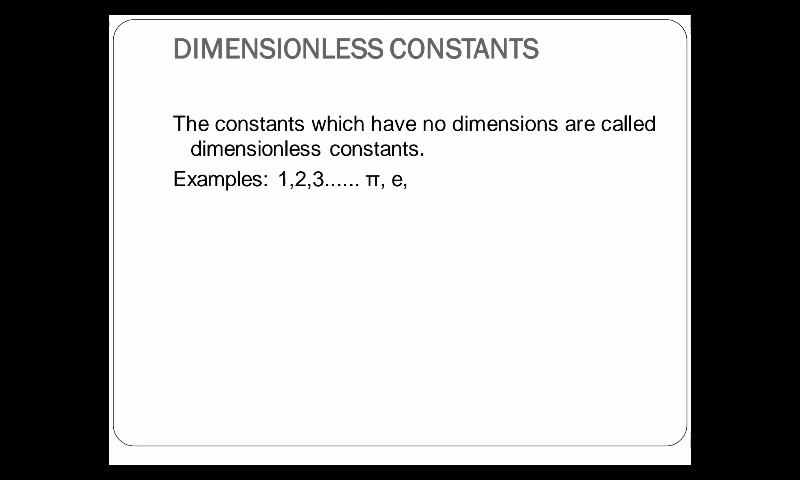 DIMENSIONLESS CONSTANTS
The constants which have no dimensions are called
dimensionless constants.
Examples: 1,2,3...... π, e,